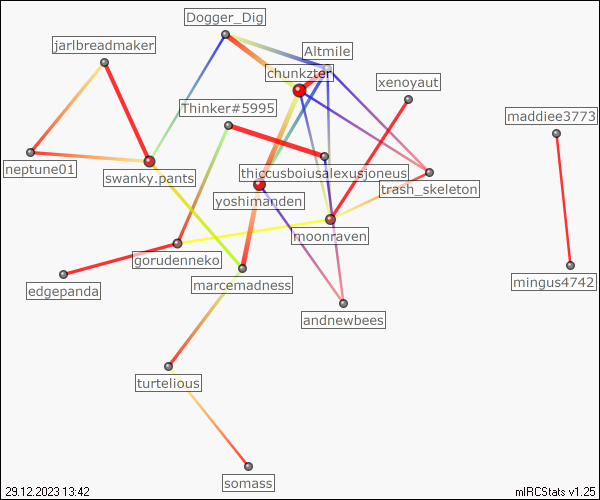 Dogger_Dig
jarlbreadmaker
Altmile
chunkzter
xenoyaut
Thinker#5995
maddiee3773
neptune01
swanky.pants
thiccusboiusalexusjoneus
trash_skeleton
yoshimanden
moonraven
gorudenneko
edgepanda
marcemadness
mingus4742
andnewbees
turtelious
somass
29.12.2023 13:42
mIRCStats v1.25